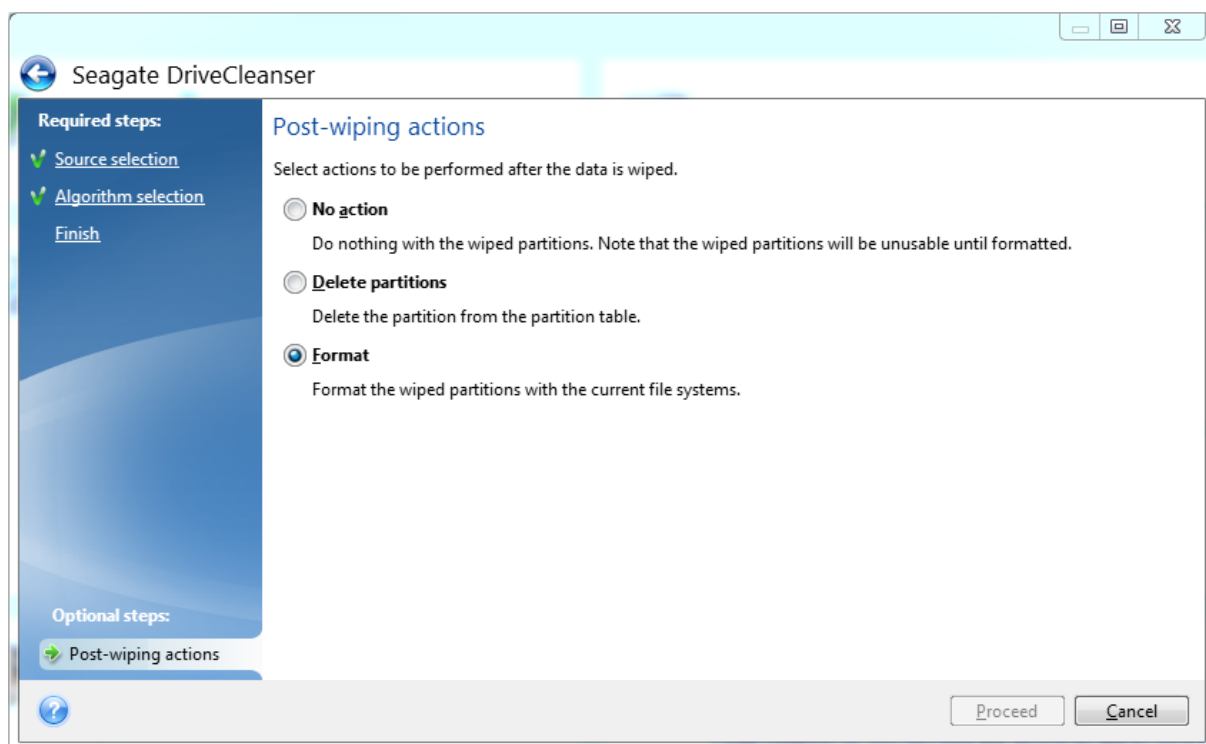 Seagate DriveCleanser
Required steps:
Source selection
Algorithm selection
Finish
Optional steps:
Post-wiping actions
Post-wiping actions
Select actions to be performed after the data is wiped.
No action
Do nothing with the wiped partitions. Note that the wiped partitions will be unusable until formatted.
Delete partitions
Delete the partition from the partition table.
Format
Format the wiped partitions with the current file systems.
?
Proceed
Cancel